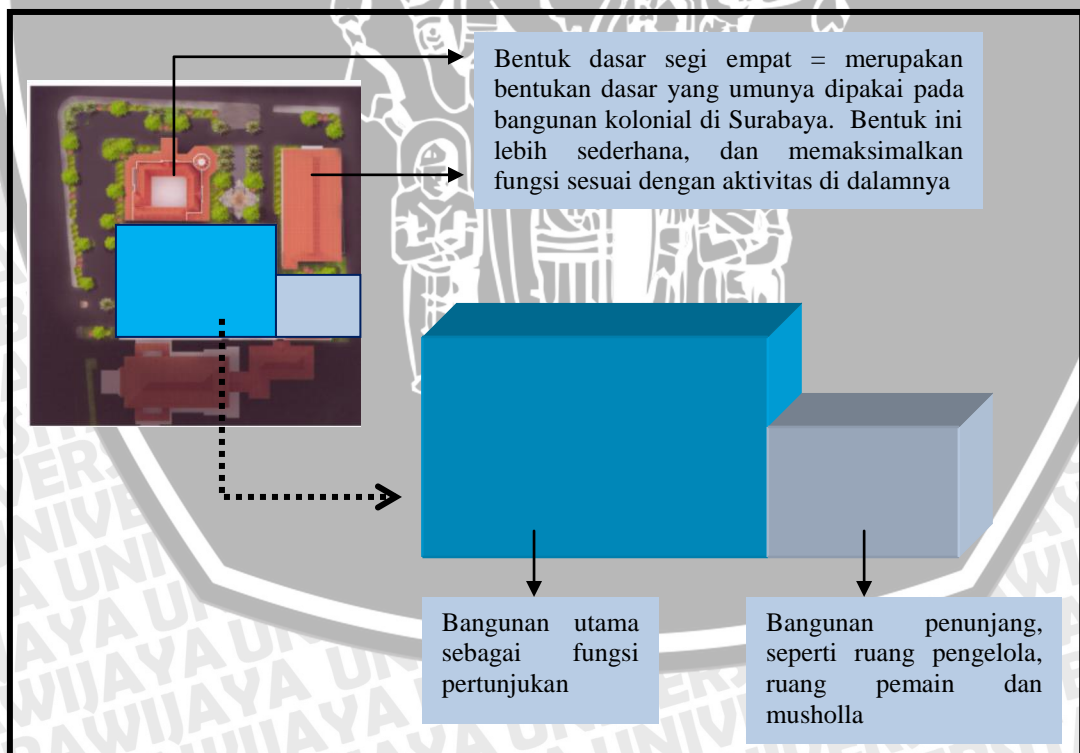 Bentuk dasar segi empat = merupakan
bentukan dasar yang umunya dipakai pada
bangunan kolonial di Surabaya. Bentuk ini
lebih sederhana, dan memaksimalkan
fungsi sesuai dengan aktivitas di dalamnya
Bangunan utama
sebagai fungsi
pertunjukan
Bangunan penunjang,
seperti ruang pengelola,
ruang pemain dan
musholla